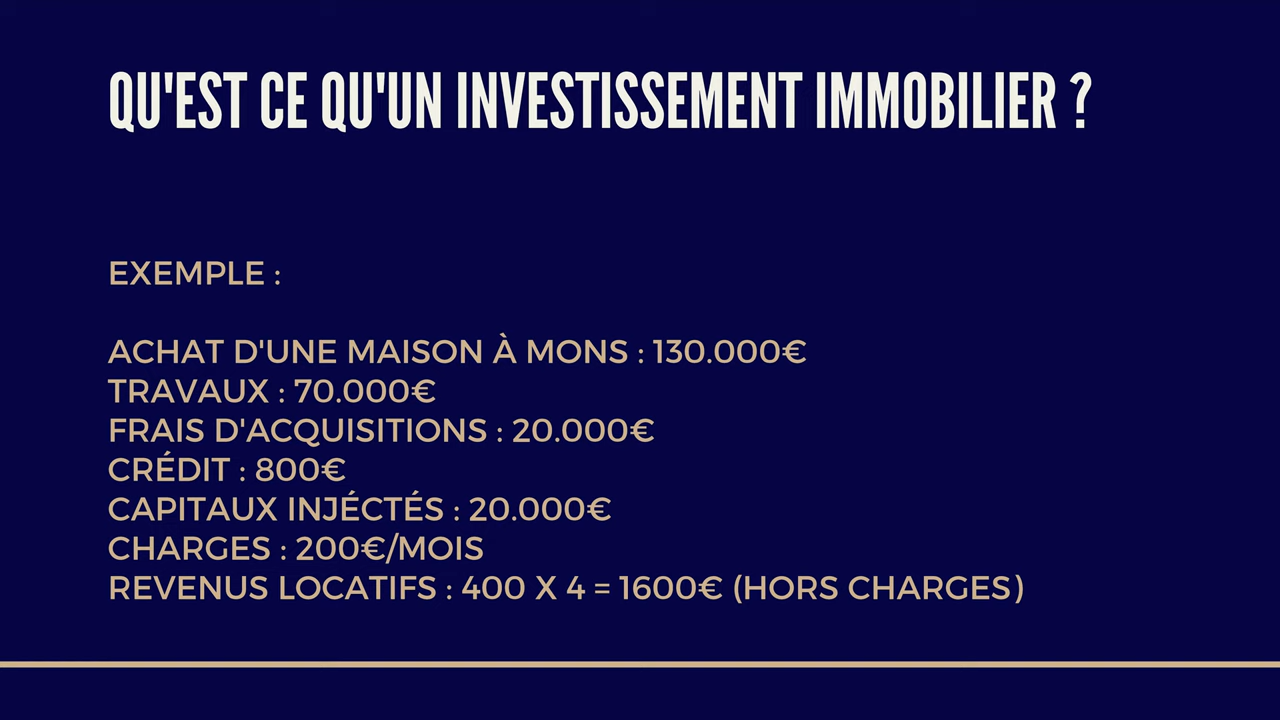 QU'EST CE QU'UN INVESTISSEMENT IMMOBILIER ?
EXEMPLE :
ACHAT D'UNE MAISON À MONS : 130.000€
TRAVAUX : 70.000€
FRAIS D'ACQUISITIONS : 20.000€
CRÉDIT : 800€
CAPITAUX INJÉCTÉS : 20.000€
CHARGES : 200€/MOIS
REVENUS LOCATIFS : 400 X 4 = 1600€ (HORS CHARGES)